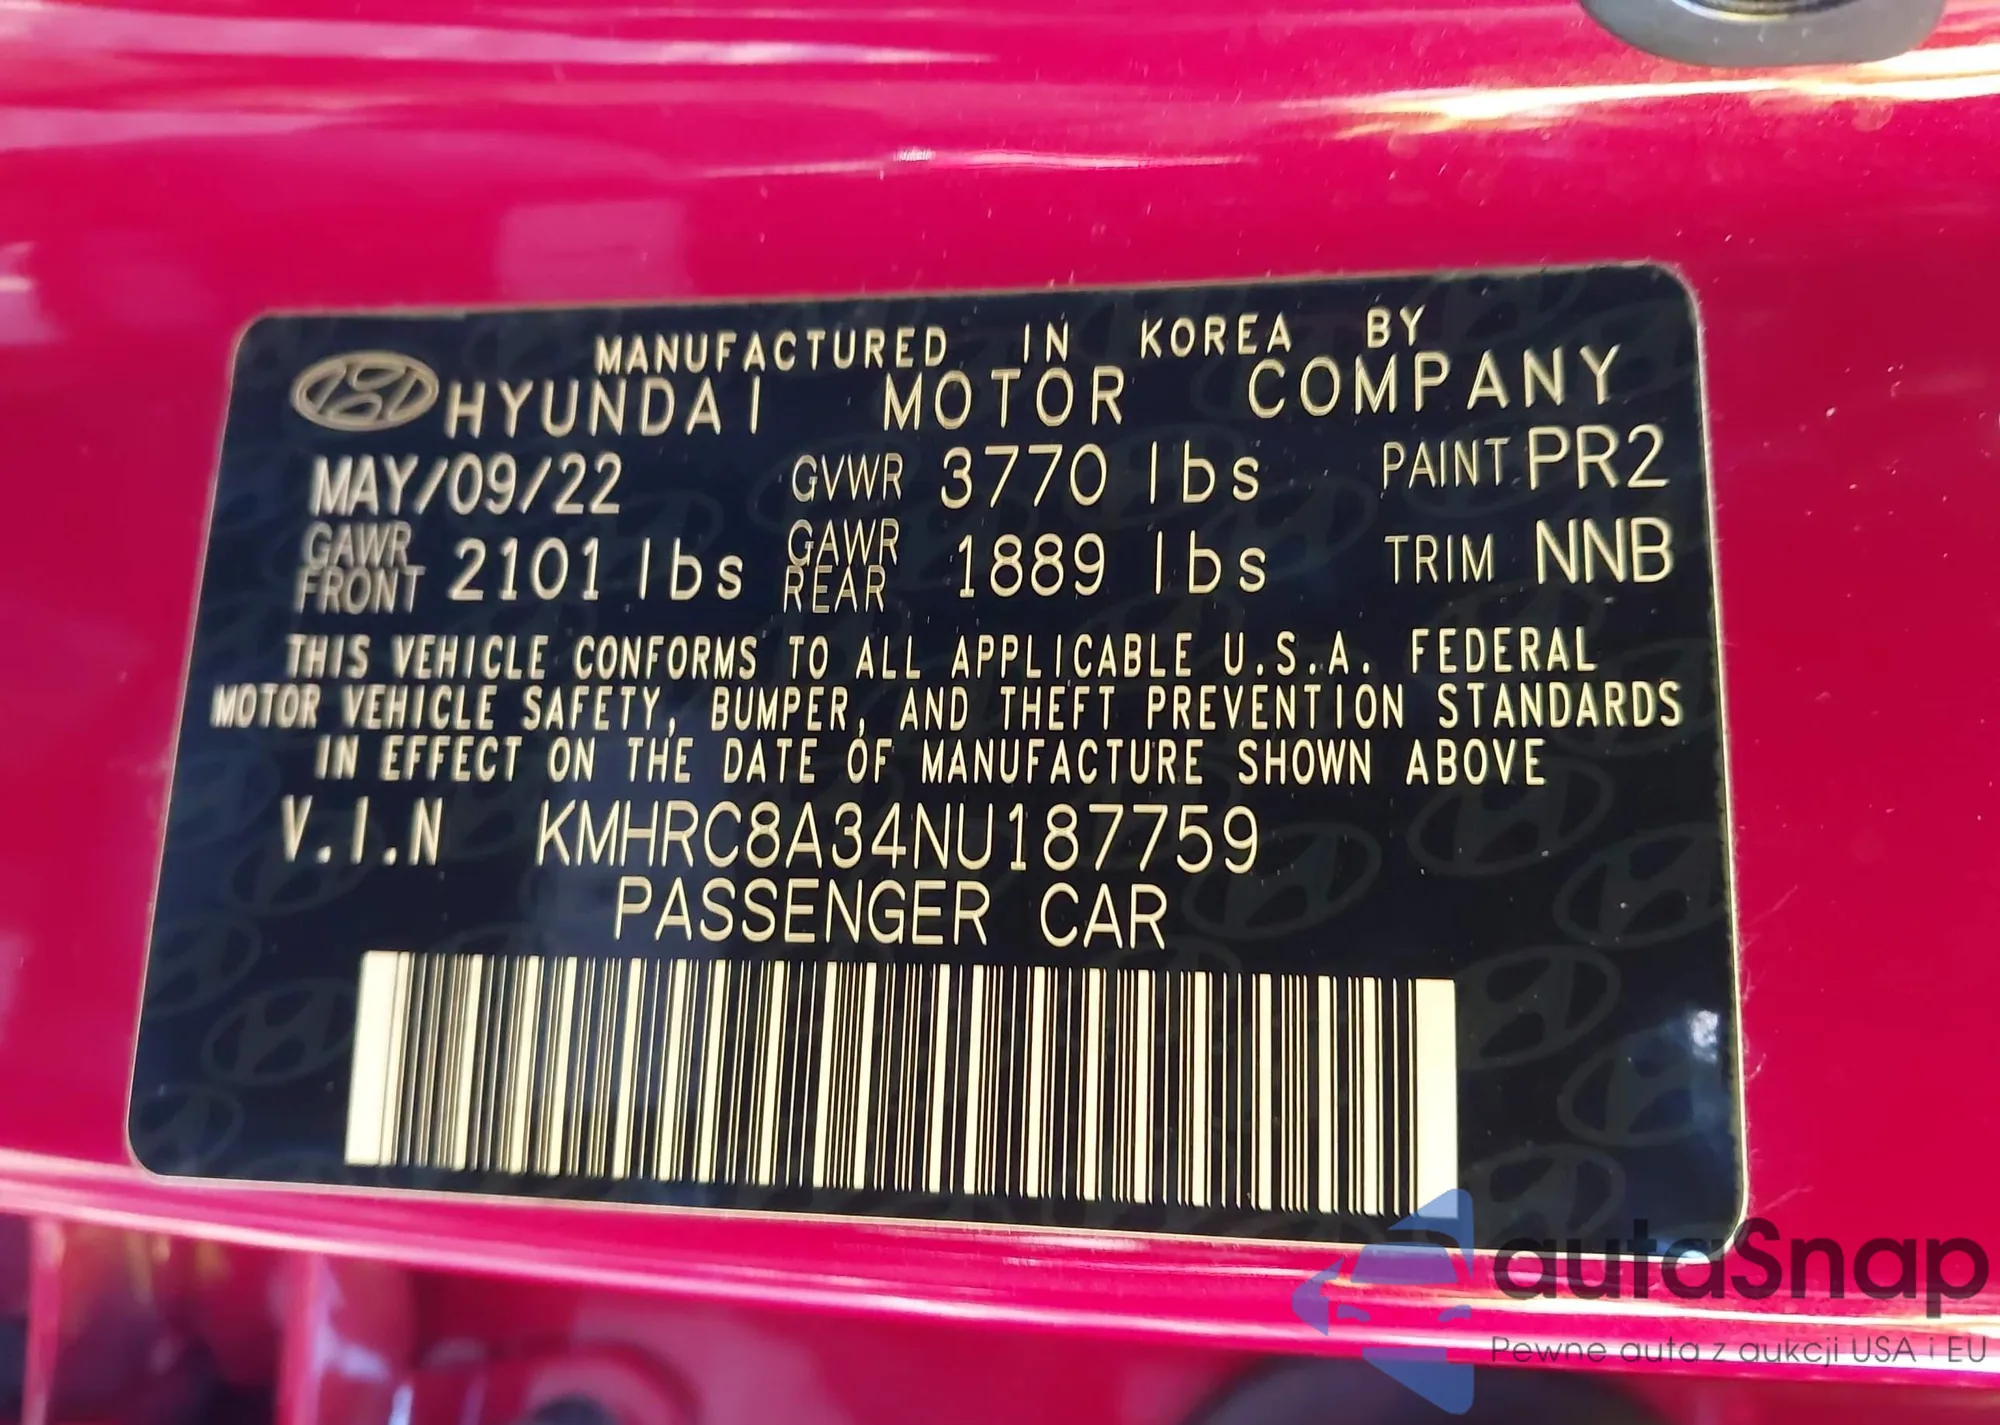 MANUFACTURED IN KOREA BY
HYUNDAI MOTOR COMPANY
MAY/09/22 GVWR 3770 lbs PAINT PR2
GAWR FRONT 2101 lbs GAWR REAR 1889 lbs TRIM NNB
THIS VEHICLE CONFORMS TO ALL APPLICABLE U.S.A. FEDERAL
MOTOR VEHICLE SAFETY, BUMPER, AND THEFT PREVENTION STANDARDS
IN EFFECT ON THE DATE OF MANUFACTURE SHOWN ABOVE
V.I.N KMHRC8A34NU187759
PASSENGER CAR
autaSnap
Pewne auta z aukcji USA i EU